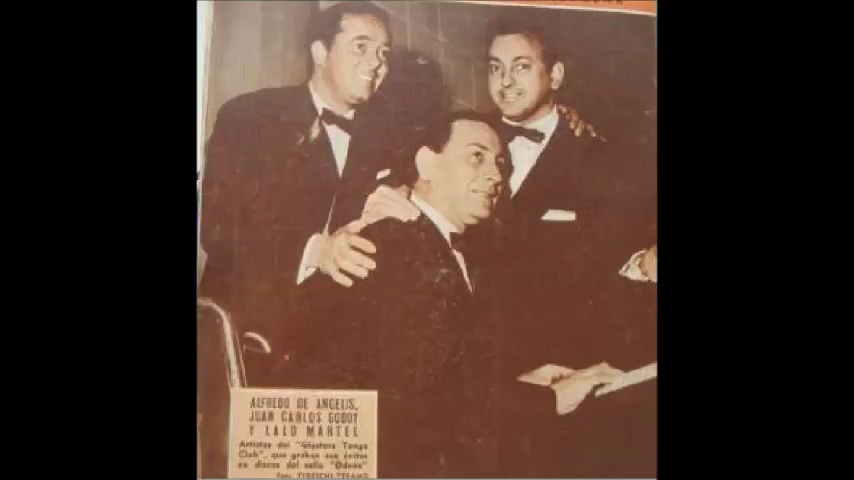 ALFREDO DE ANGELIS,
JUAN CARLOS GODOY
Y LALO MARTEL
Artistas del "Glostora Tango
Club", que graban sus éxitos
en discos del sello "Odeón"